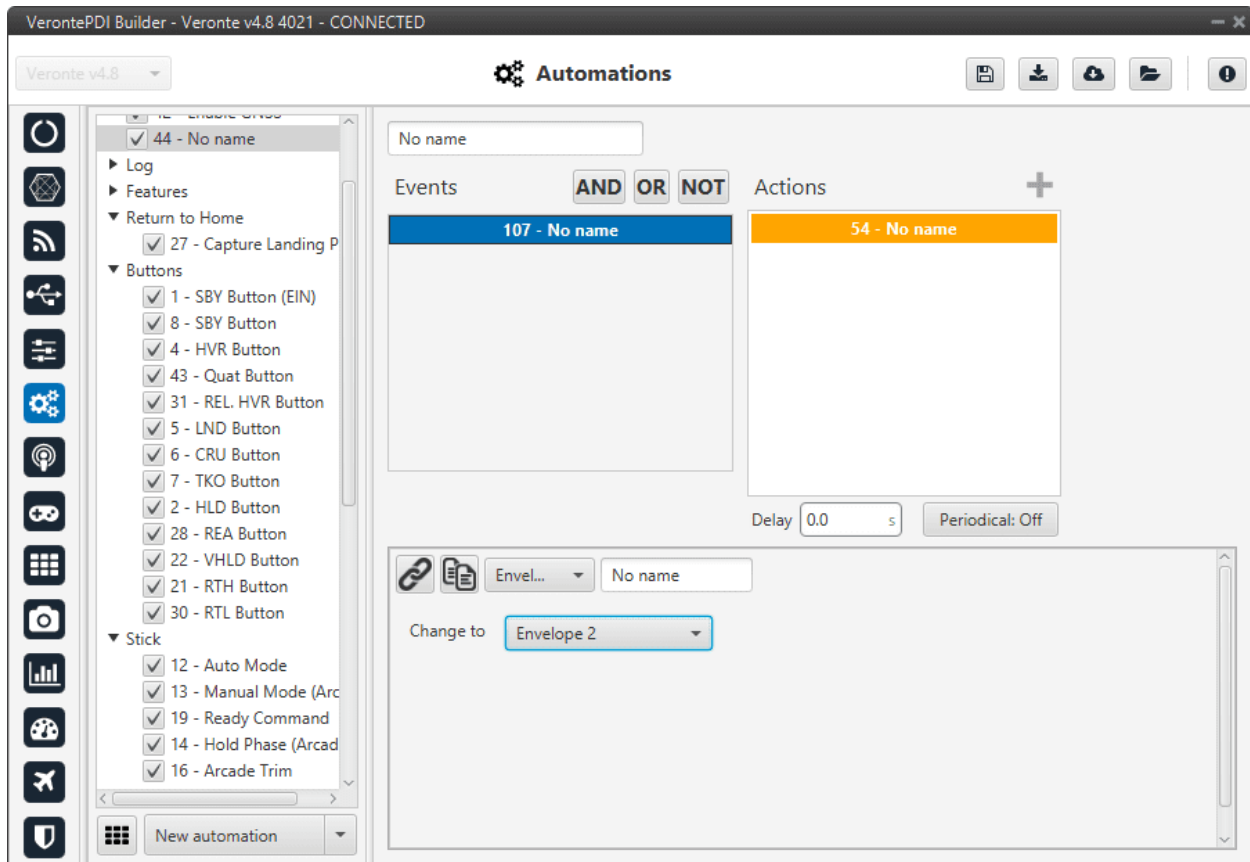 VerontePDI Builder - Veronte v4.8 4021 - CONNECTED
Veronte v4.8
Automations
12 - Enable GNSS
44 - No name
Log
Features
Return to Home
27 - Capture Landing P
Buttons
1 - SBY Button (EIN)
8 - SBY Button
4 - HVR Button
43 - Quat Button
31 - REL. HVR Button
5 - LND Button
6 - CRU Button
7 - TKO Button
2 - HLD Button
28 - REA Button
22 - VHLD Button
21 - RTH Button
30 - RTL Button
Stick
12 - Auto Mode
13 - Manual Mode (Arc
19 - Ready Command
14 - Hold Phase (Arcad
16 - Arcade Trim
New automation
No name
Events AND OR NOT Actions
107 - No name
54 - No name
Delay 0.0 s Periodical: Off
Envel... No name
Change to Envelope 2